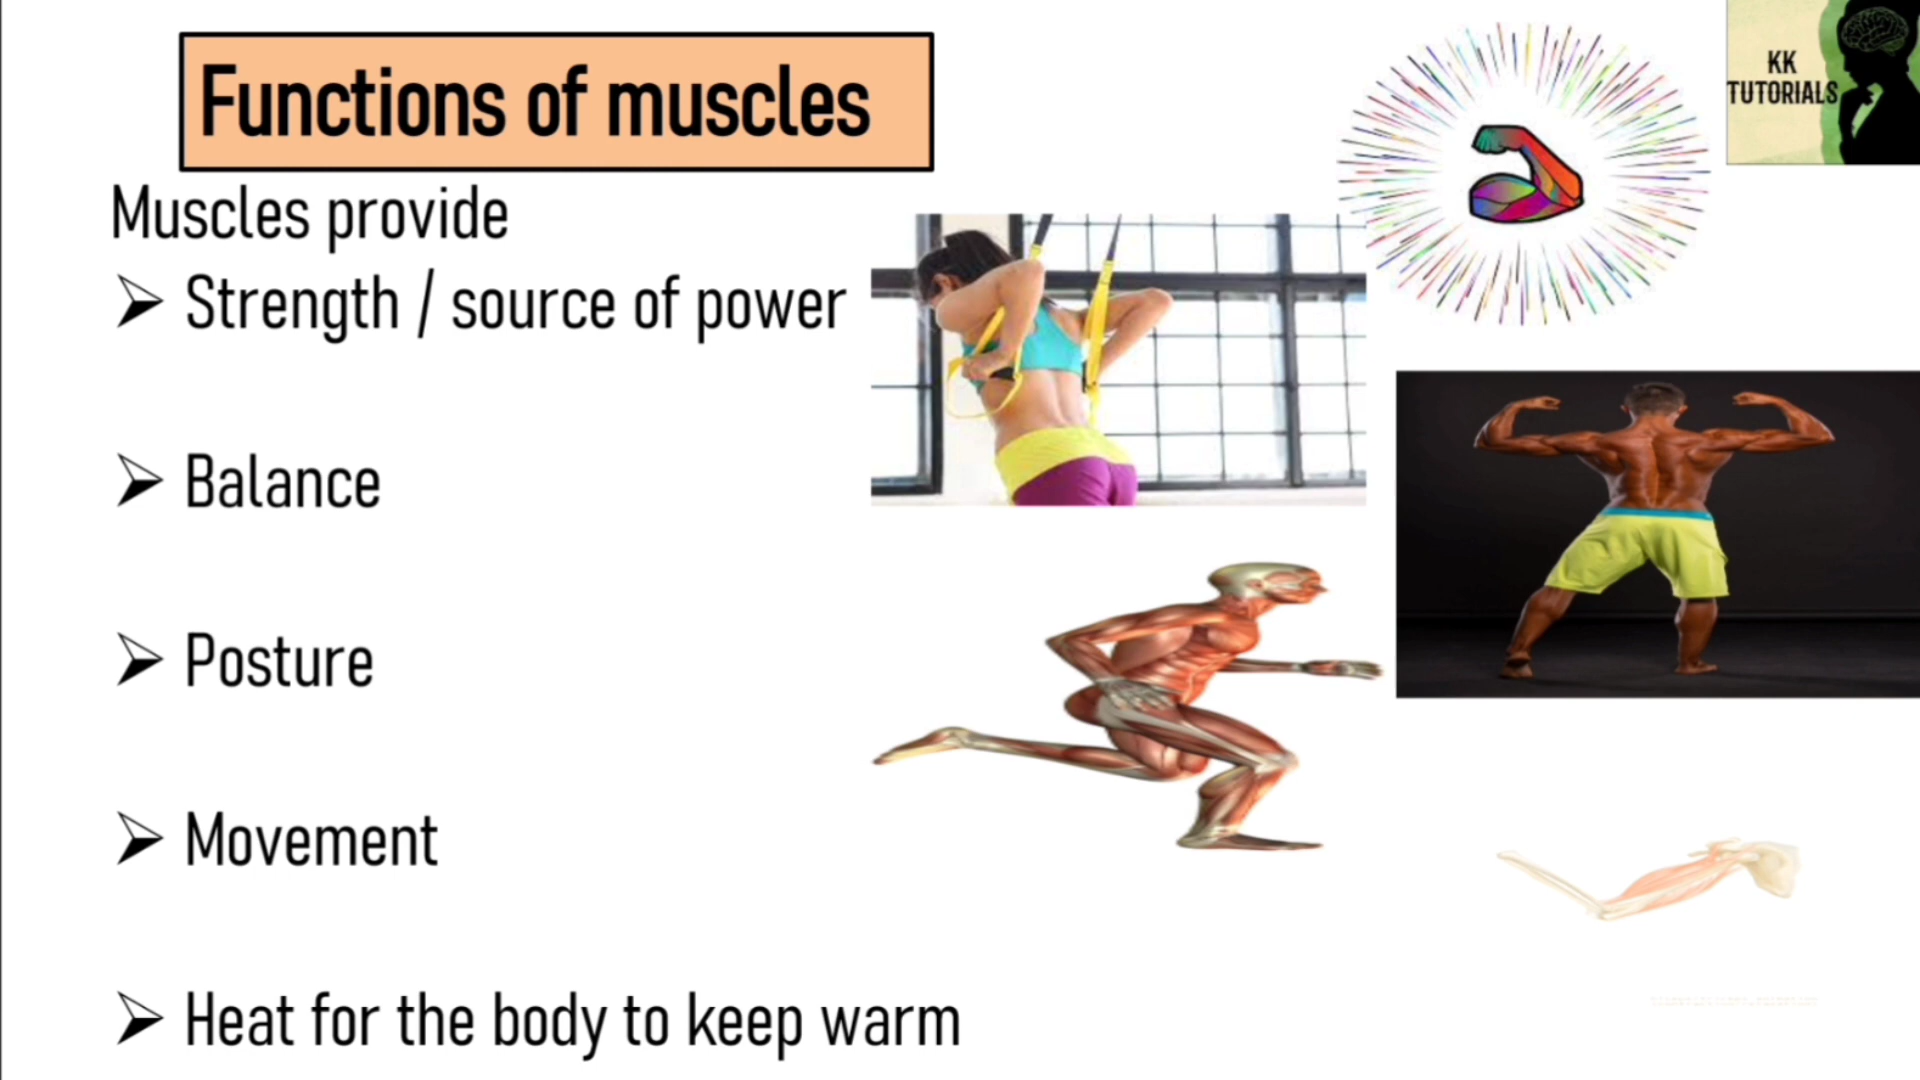 Functions of muscles
KK
TUTORIALS
Muscles provide
➢ Strength / source of power
➢ Balance
➢ Posture
➢ Movement
➢ Heat for the body to keep warm